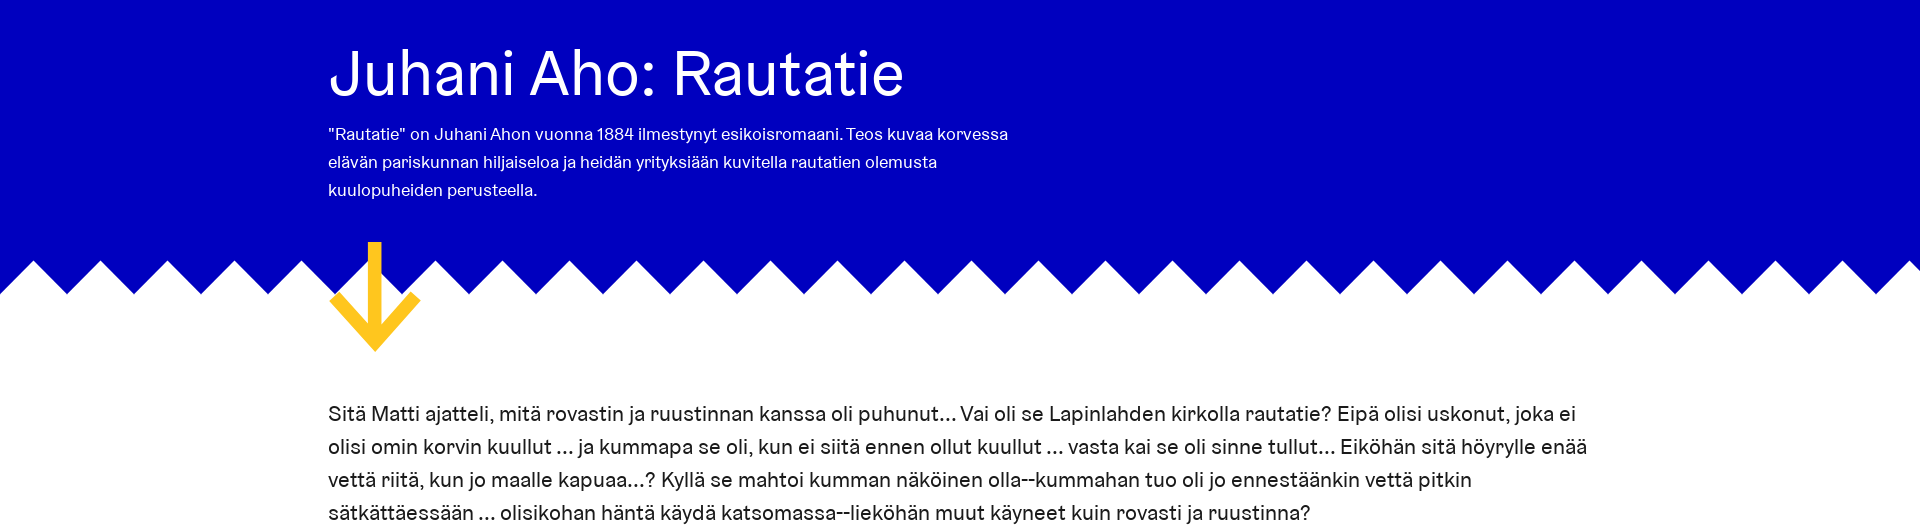 Juhani Aho: Rautatie
"Rautatie" on Juhani Ahon vuonna 1884 ilmestynyt esikoisromaani. Teos kuvaa korvessa
elävän pariskunnan hiljaiseloa ja heidän yrityksiään kuvitella rautatien olemusta
kuulopuheiden perusteella.
Sitä Matti ajatteli, mitä rovastin ja ruustinnan kanssa oli puhunut... Vai oli se Lapinlahden kirkolla rautatie? Eipä olisi uskonut, joka ei
olisi omin korvin kuullut ... ja kummapa se oli, kun ei siitä ennen ollut kuullut ... vasta kai se oli sinne tullut... Eiköhän sitä höyrylle enää
vettä riitä, kun jo maalle kapuaa...? Kyllä se mahtoi kumman näköinen olla--kummahan tuo oli jo ennestäänkin vettä pitkin
sätkättäessään ... olisikohan häntä käydä katsomassa--lieköhän muut käyneet kuin rovasti ja ruustinna?